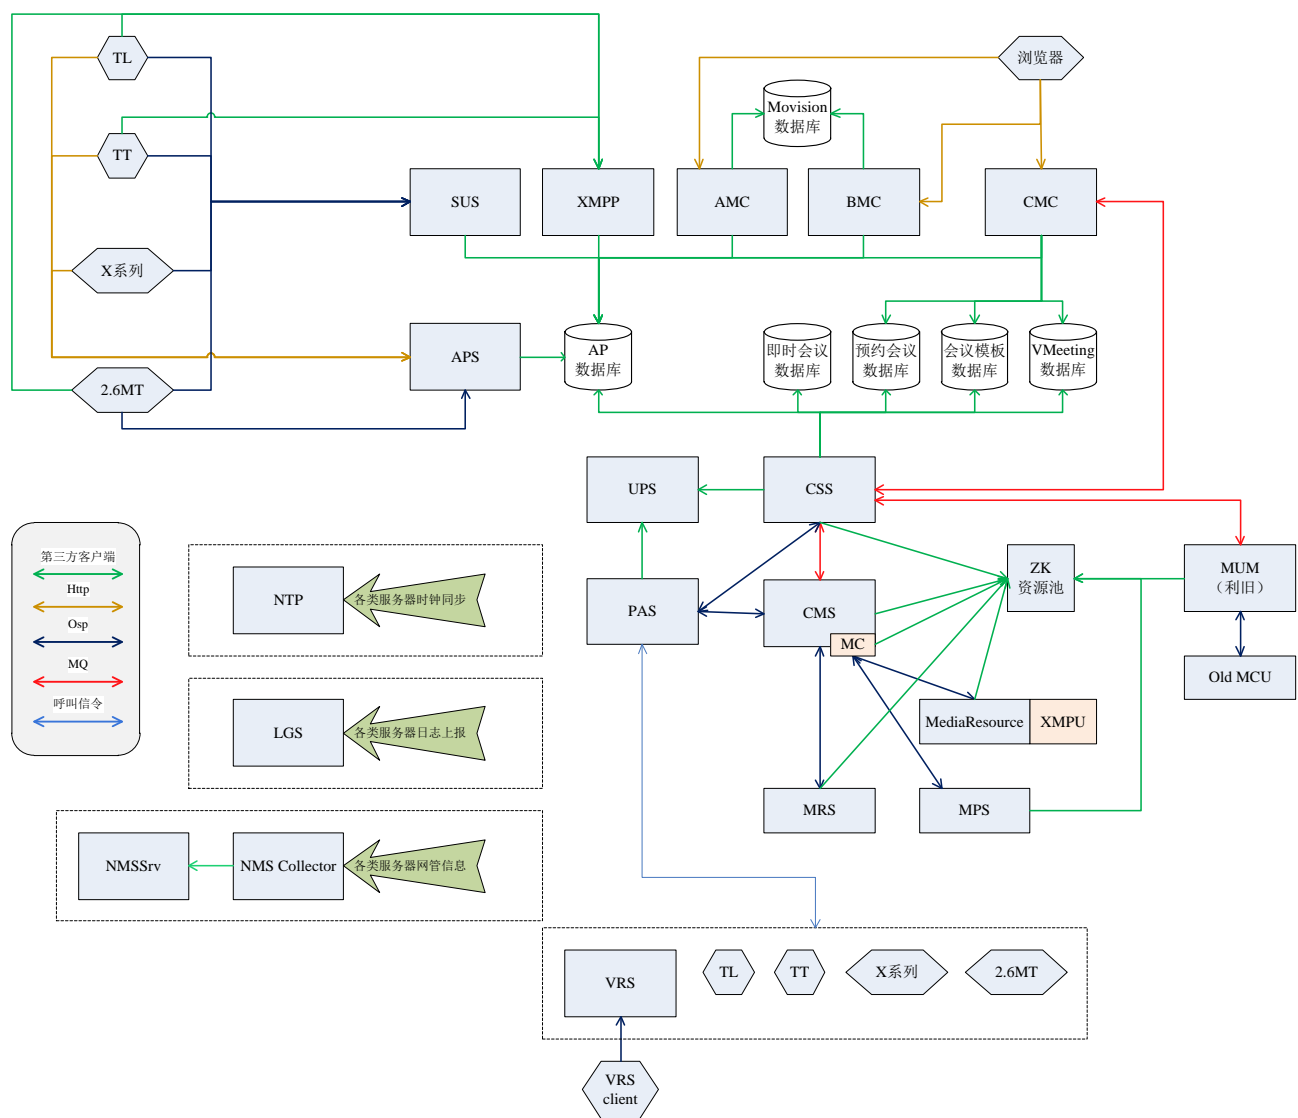 TL
浏览器
Movision
数据库
TT
SUS
XMPP
AMC
BMC
CMC
X系列
APS
AP
数据库
即时会议
数据库
预约会议
数据库
会议模板
数据库
VMeeting
数据库
2.6MT
UPS
CSS
第三方客户端
Http
Osp
MQ
呼叫信令
NTP
各类服务器时钟同步
PAS
CMS
MC
ZK
资源池
MUM
（利旧）
Old MCU
LGS
各类服务器日志上报
MediaResource
XMPU
MRS
MPS
NMSSrv
NMS Collector
各类服务器网管信息
VRS
TL
TT
X系列
2.6MT
VRS
client